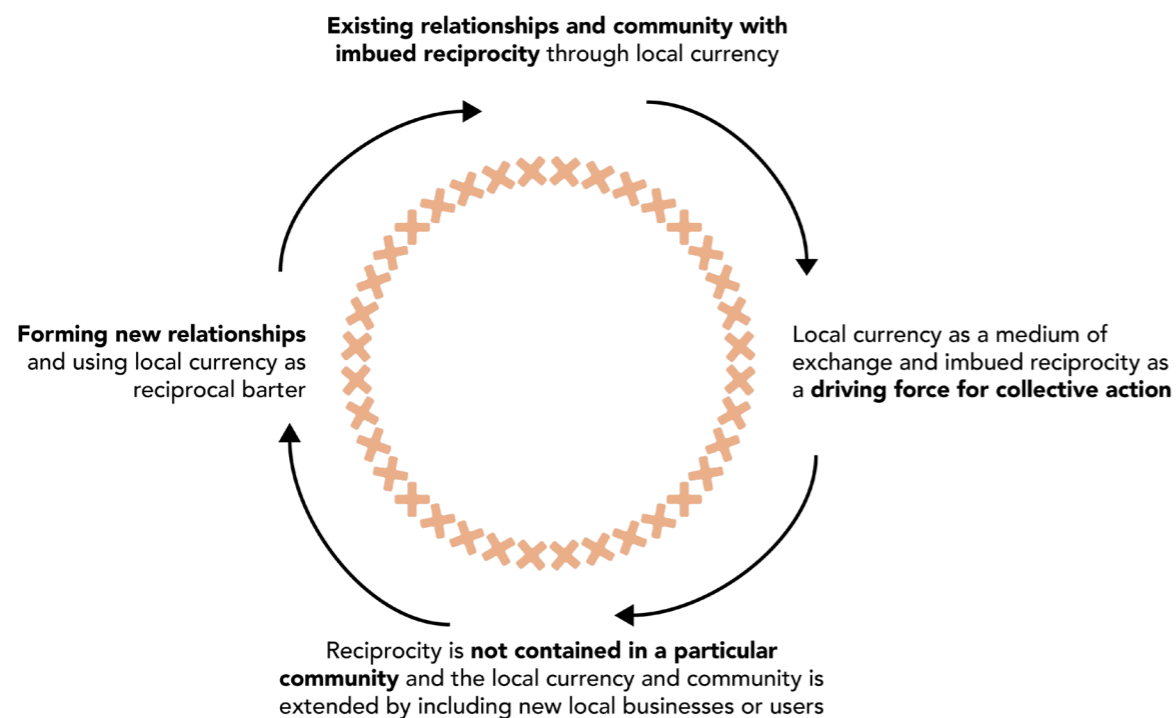 Existing relationships and community with
imbued reciprocity through local currency
Local currency as a medium of
exchange and imbued reciprocity as
a driving force for collective action
Reciprocity is not contained in a particular
community and the local currency and community is
extended by including new local businesses or users
Forming new relationships
and using local currency as
reciprocal barter